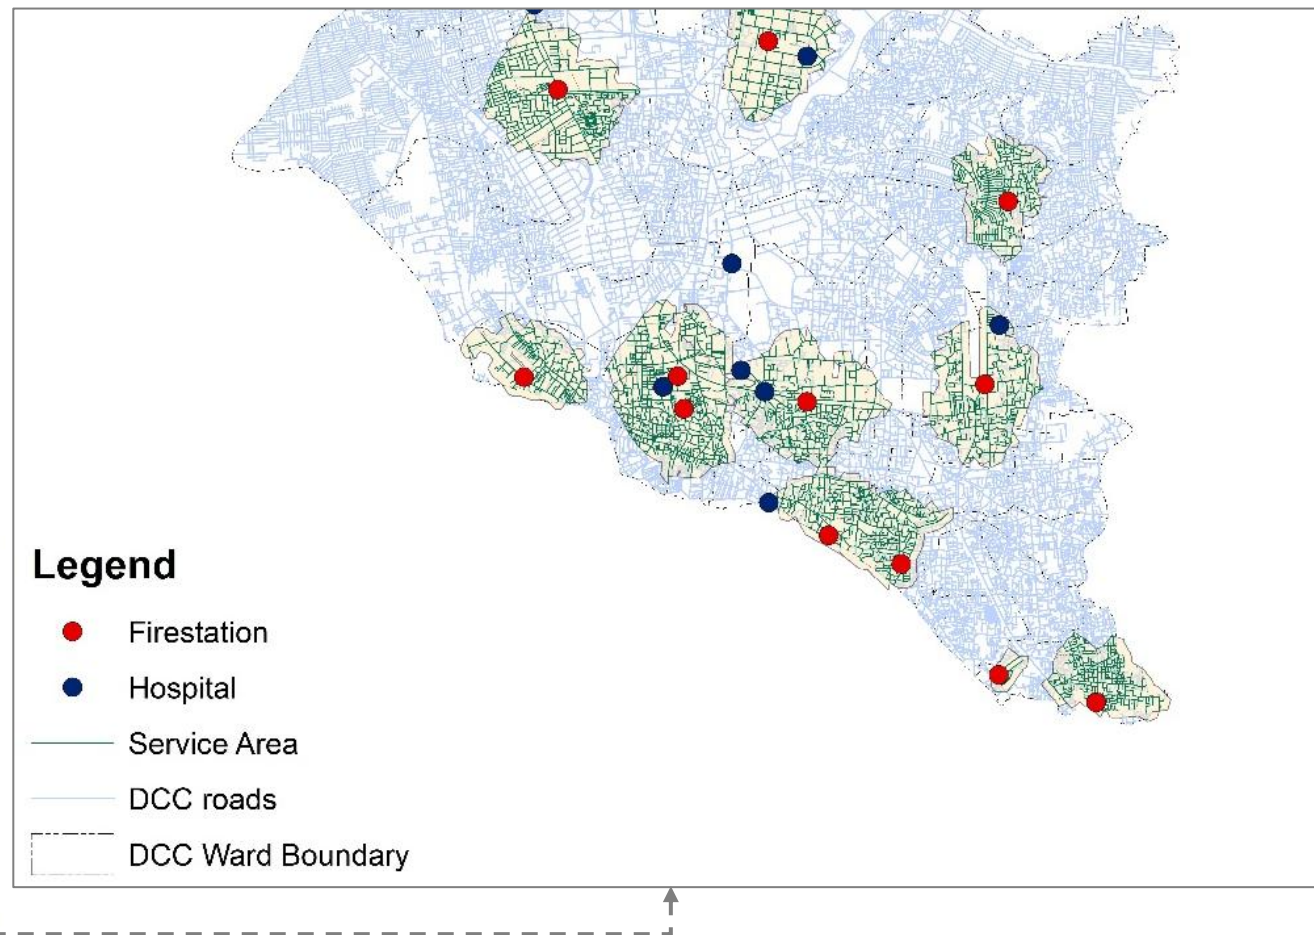 Legend
Firestation
Hospital
Service Area
DCC roads
DCC Ward Boundary